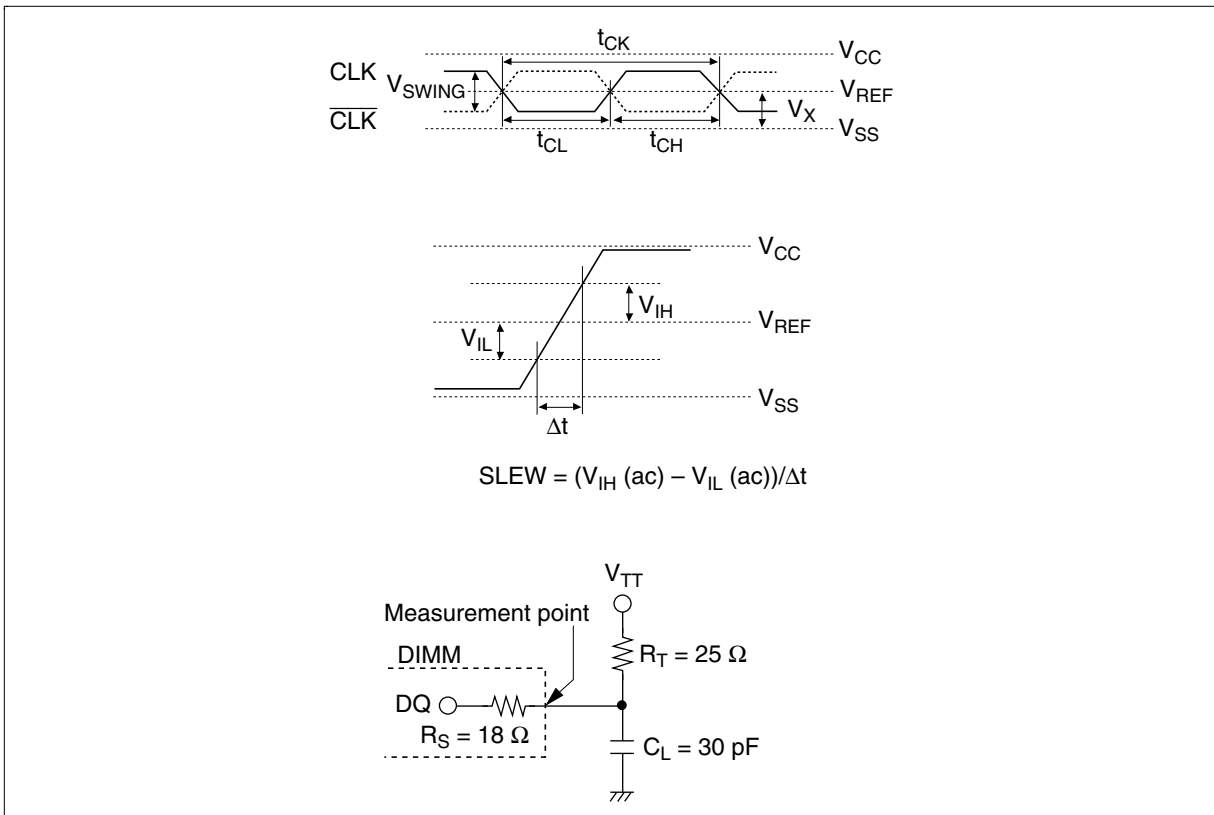 tCK
VCC
CLK
VSWING
VREF
CLK
VX
VSS
tCL
tCH
VCC
VIH
VREF
VIL
VSS
Δt
SLEW = (VIH (ac) – VIL (ac))/Δt
VTT
Measurement point
RT = 25 Ω
DIMM
DQ
RS = 18 Ω
CL = 30 pF